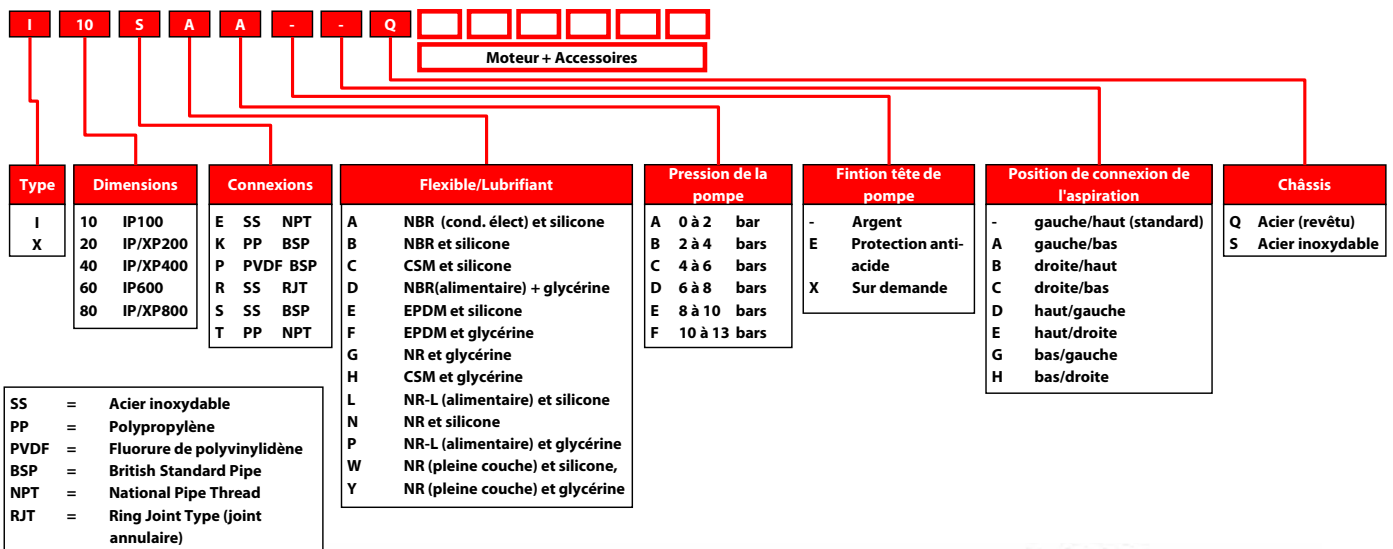 I 10 S A A - - Q
Moteur + Accessoires
Type
I
X
Dimensions
10 IP100
20 IP/XP200
40 IP/XP400
60 IP600
80 IP/XP800
Connexions
E SS NPT
K PP BSP
P PVDF BSP
R SS RJT
S SS BSP
T PP NPT
Flexible/Lubrifiant
A NBR (cond. élect) et silicone
B NBR et silicone
C CSM et silicone
D NBR(alimentaire) + glycérine
E EPDM et silicone
F EPDM et glycérine
G NR et glycérine
H CSM et glycérine
L NR-L (alimentaire) et silicone
N NR et silicone
P NR-L (alimentaire) et glycérine
W NR (pleine couche) et silicone,
Y NR (pleine couche) et glycérine
Pression de la
pompe
A 0 à 2 bar
B 2 à 4 bars
C 4 à 6 bars
D 6 à 8 bars
E 8 à 10 bars
F 10 à 13 bars
Fintion tête de
pompe
- Argent
E Protection anti-
acide
X Sur demande
Position de connexion de
l'aspiration
- gauche/haut (standard)
A gauche/bas
B droite/haut
C droite/bas
D haut/gauche
E haut/droite
G bas/gauche
H bas/droite
Châssis
Q Acier (revêtu)
S Acier inoxydable
SS = Acier inoxydable
PP = Polypropylène
PVDF = Fluorure de polyvinylidène
BSP = British Standard Pipe
NPT = National Pipe Thread
RJT = Ring Joint Type (joint
annulaire)